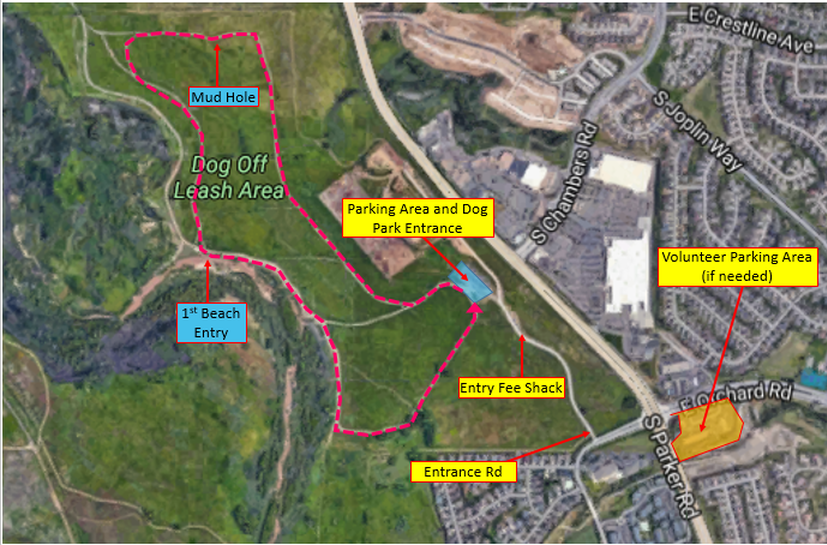 E Crestline Ave
S Joplin Way
Mud Hole
S Chambers Rd
Dog Off
Leash Area
Parking Area and Dog
Park Entrance
Volunteer Parking Area
(if needed)
1st Beach
Entry
Entry Fee Shack
E Orchard Rd
S Parker Rd
Entrance Rd